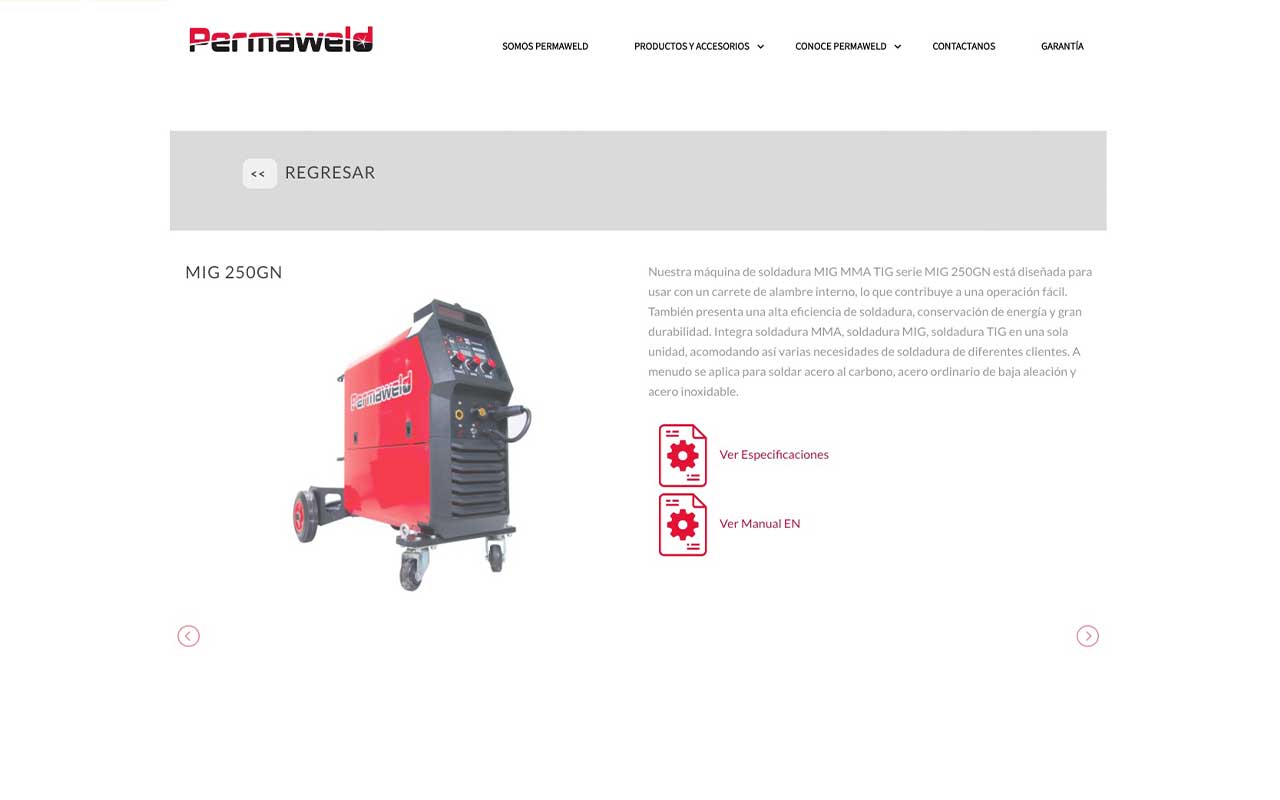 Permaweld
SOMOS PERMAWELD
PRODUCTOS Y ACCESORIOS
CONOCE PERMAWELD
CONTACTANOS
GARANTÍA
<< REGRESAR
MIG 250GN
Nuestra máquina de soldadura MIG MMA TIG serie MIG 250GN está diseñada para
usar con un carrete de alambre interno, lo que contribuye a una operación fácil.
También presenta una alta eficiencia de soldadura, conservación de energía y gran
durabilidad. Integra soldadura MMA, soldadura MIG, soldadura TIG en una sola
unidad, acomodando así varias necesidades de soldadura de diferentes clientes. A
menudo se aplica para soldar acero al carbono, acero ordinario de baja aleación y
acero inoxidable.
Permaweld
Ver Especificaciones
Ver Manual EN